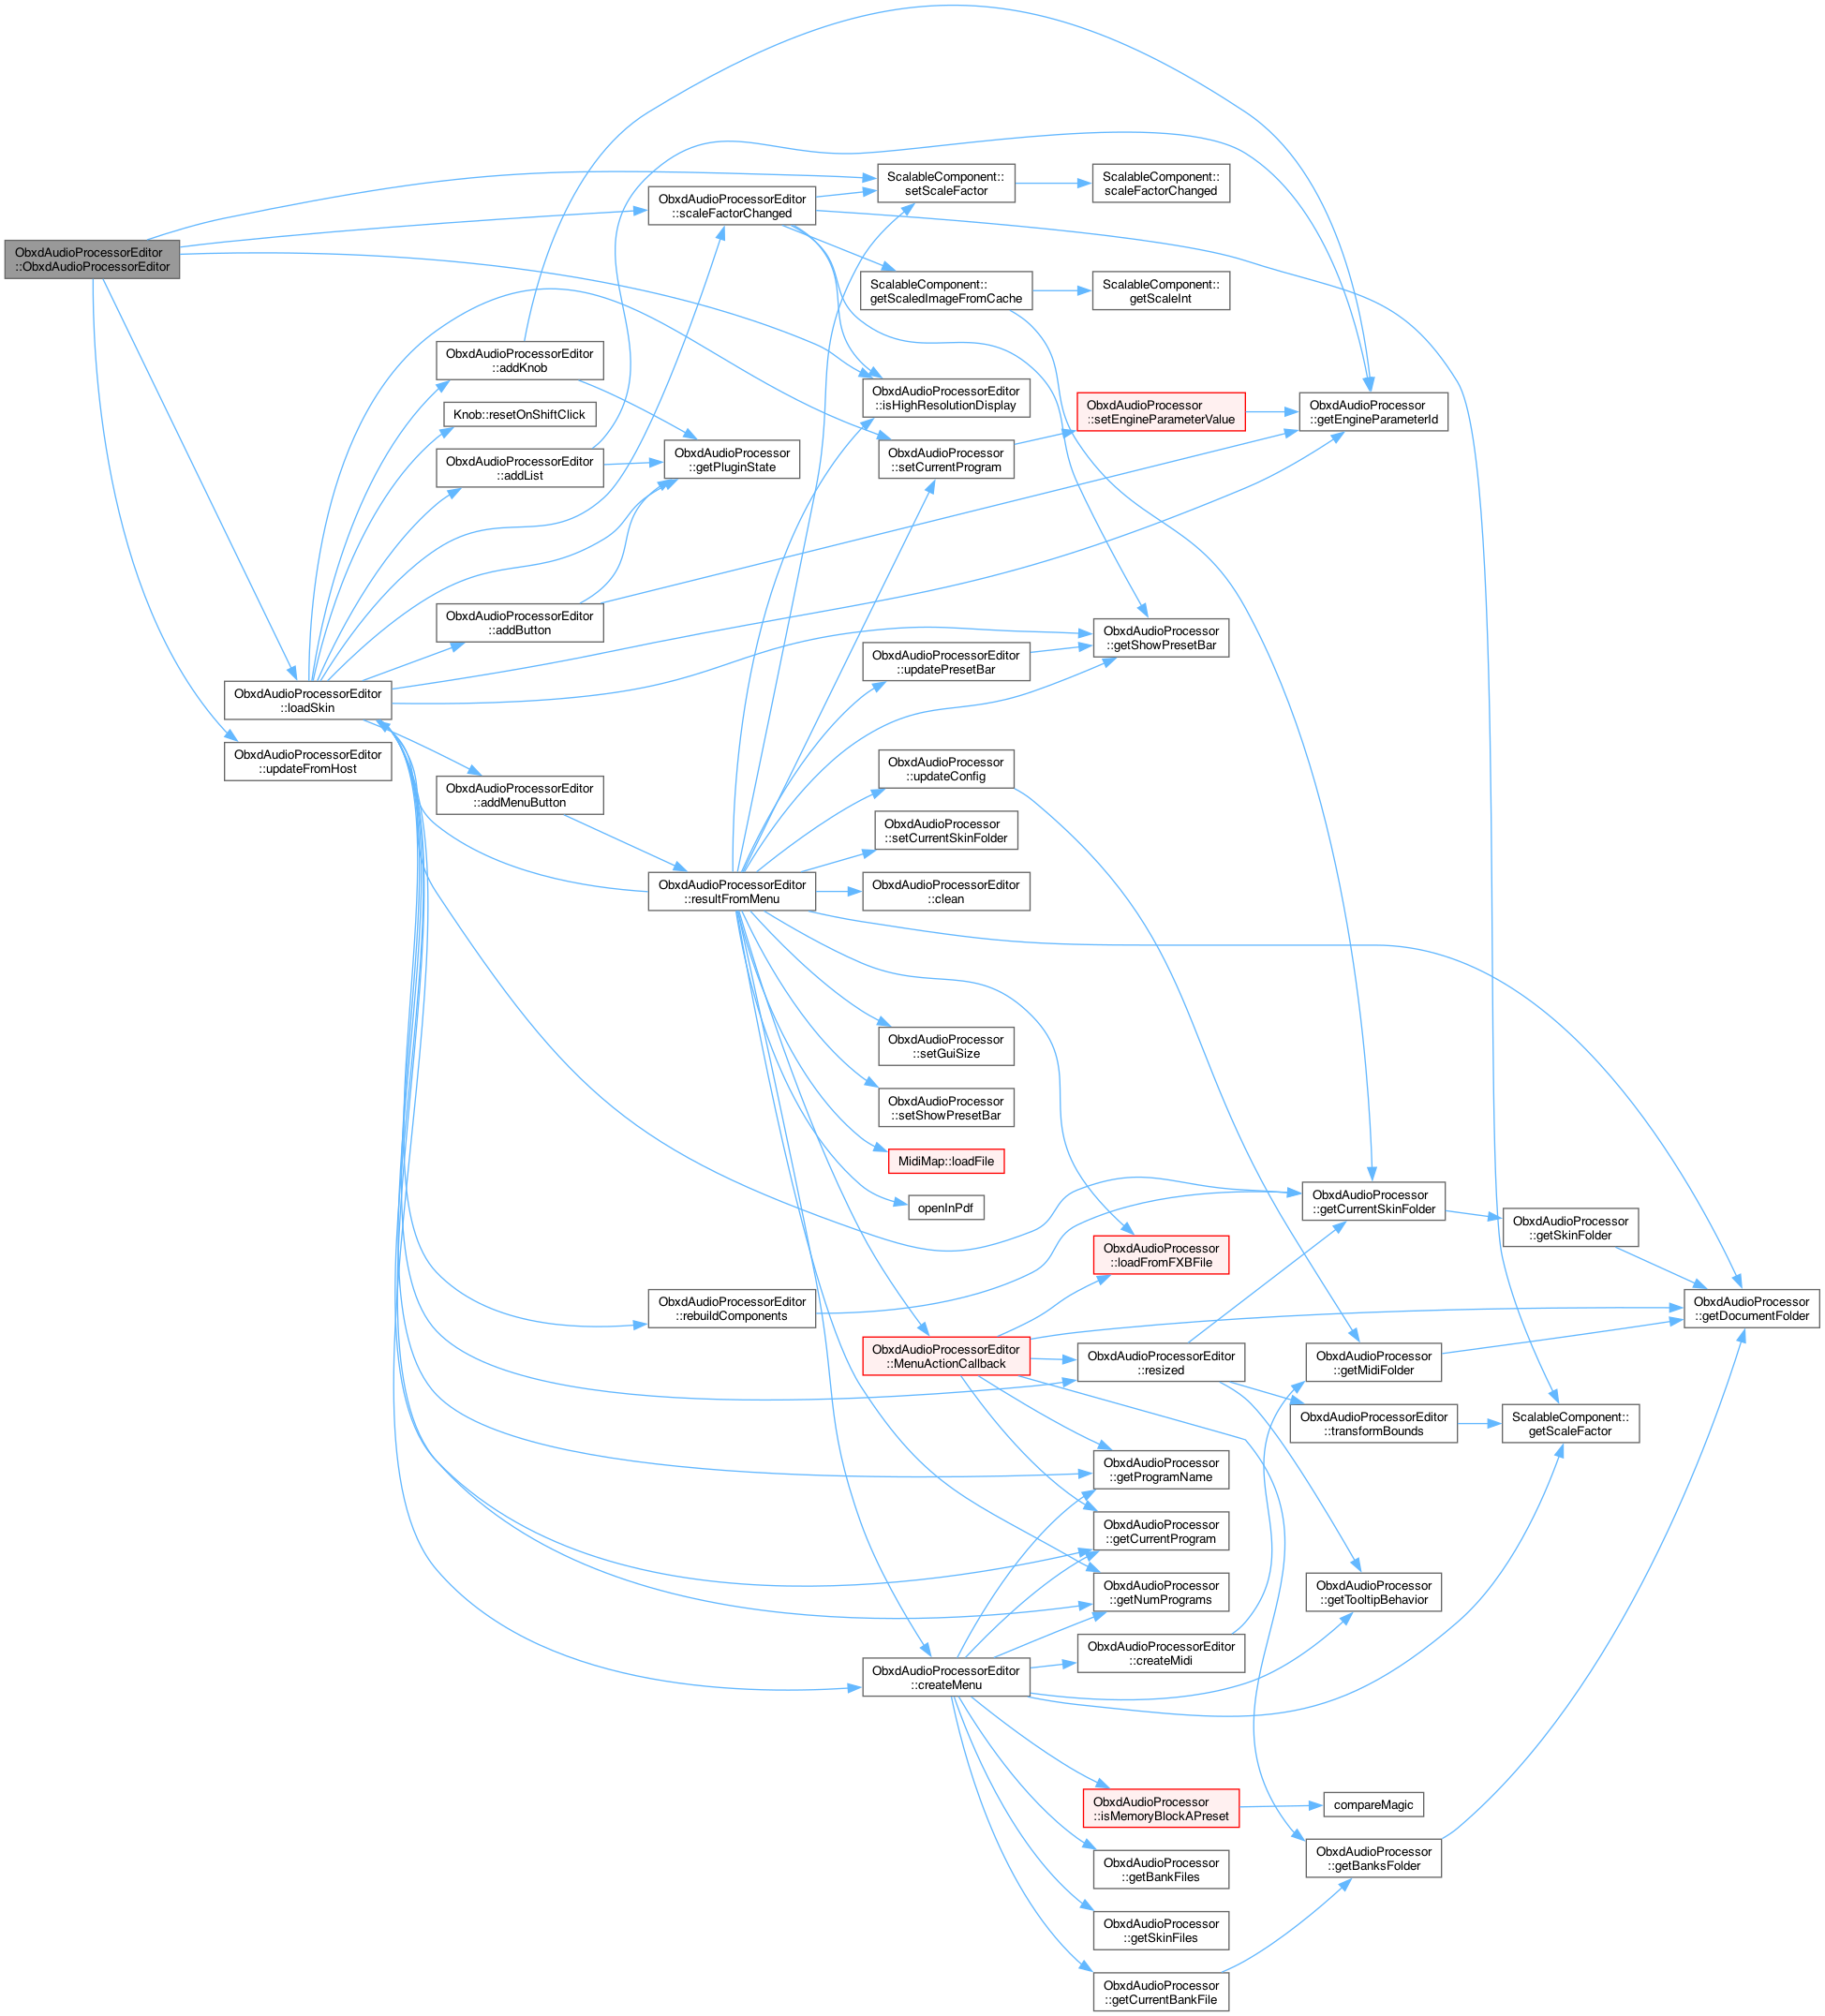 ObxdAudioProcessorEditor
::ObxdAudioProcessorEditor
ObxdAudioProcessorEditor
::loadSkin
ObxdAudioProcessorEditor
::updateFromHost
ObxdAudioProcessorEditor
::addKnob
Knob::resetOnShiftClick
ObxdAudioProcessorEditor
::addList
ObxdAudioProcessorEditor
::addButton
ObxdAudioProcessorEditor
::addMenuButton
ObxdAudioProcessorEditor
::scaleFactorChanged
ObxdAudioProcessor
::getPluginState
ObxdAudioProcessorEditor
::resultFromMenu
ObxdAudioProcessorEditor
::rebuildComponents
ScalableComponent::
setScaleFactor
ScalableComponent::
getScaledImageFromCache
ObxdAudioProcessorEditor
::isHighResolutionDisplay
ObxdAudioProcessor
::setCurrentProgram
ObxdAudioProcessorEditor
::updatePresetBar
ObxdAudioProcessor
::updateConfig
ObxdAudioProcessor
::setCurrentSkinFolder
ObxdAudioProcessorEditor
::clean
ObxdAudioProcessor
::setGuiSize
ObxdAudioProcessor
::setShowPresetBar
MidiMap::loadFile
openInPdf
ObxdAudioProcessorEditor
::MenuActionCallback
ObxdAudioProcessorEditor
::createMenu
ScalableComponent::
scaleFactorChanged
ScalableComponent::
getScaleInt
ObxdAudioProcessor
::setEngineParameterValue
ObxdAudioProcessor
::getShowPresetBar
ObxdAudioProcessor
::loadFromFXBFile
ObxdAudioProcessorEditor
::resized
ObxdAudioProcessor
::getProgramName
ObxdAudioProcessor
::getCurrentProgram
ObxdAudioProcessor
::getNumPrograms
ObxdAudioProcessorEditor
::createMidi
ObxdAudioProcessor
::isMemoryBlockAPreset
ObxdAudioProcessor
::getBankFiles
ObxdAudioProcessor
::getSkinFiles
ObxdAudioProcessor
::getCurrentBankFile
ObxdAudioProcessor
::getEngineParameterId
ObxdAudioProcessor
::getCurrentSkinFolder
ObxdAudioProcessor
::getMidiFolder
ObxdAudioProcessorEditor
::transformBounds
ObxdAudioProcessor
::getTooltipBehavior
compareMagic
ObxdAudioProcessor
::getBanksFolder
ObxdAudioProcessor
::getSkinFolder
ScalableComponent::
getScaleFactor
ObxdAudioProcessor
::getDocumentFolder